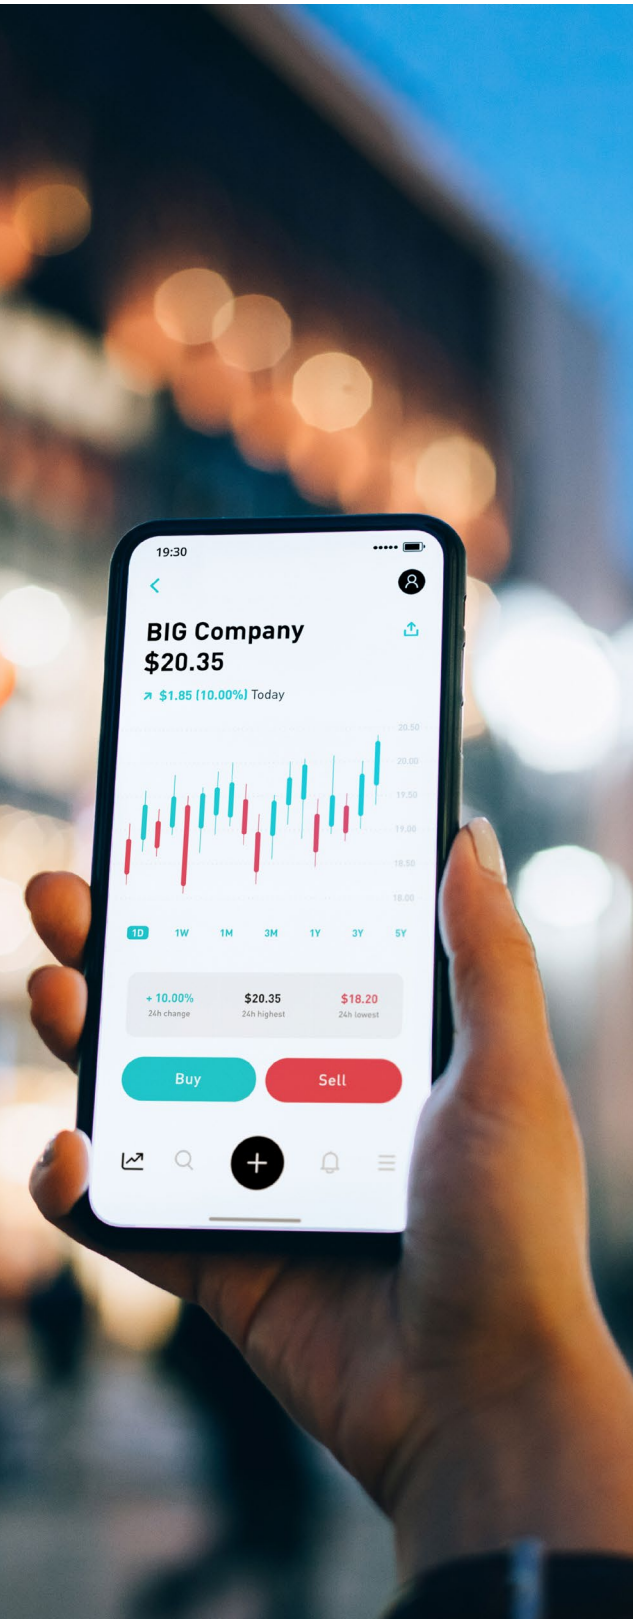 19:30
BIG Company
$20.35
$1.85 (10.00%) Today
20.50
20.00
19.50
19.00
18.50
18.00
1D 1W 1M 3M 1Y 3Y 5Y
+ 10.00% $20.35 $18.20
24h change 24h highest 24h lowest
Buy Sell